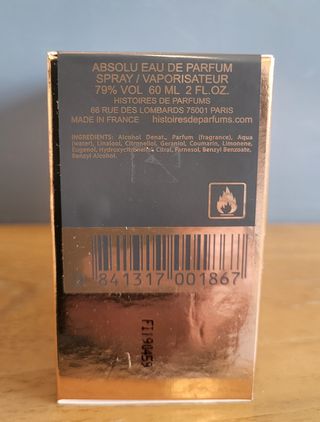 ABSOLU EAU DE PARFUM
SPRAY / VAPORISATEUR
79% VOL 60 ML 2 FL.OZ.
HISTOIRES DE PARFUMS
66 RUE DES LOMBARDS 75001 PARIS
MADE IN FRANCE histoiresdeparfums.com
INGREDIENTS: Alcohol Denat., Parfum (fragrance), Aqua
(water), Linalool, Citronellol, Geraniol, Coumarin, Limonene,
Eugenol, Hydroxycitronellal, Citral, Farnesol, Benzyl Benzoate,
Benzyl Alcohol.
841317 001867
F1190459